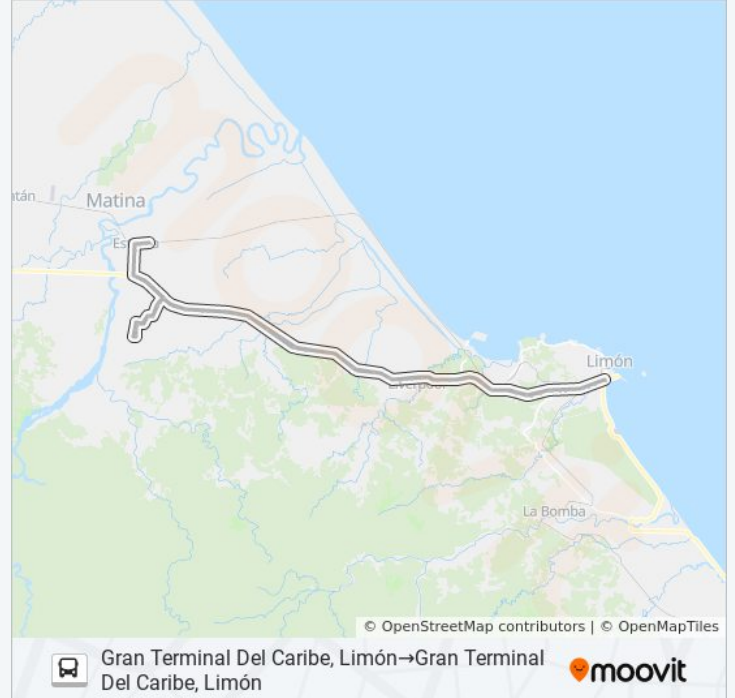 Matina
Limón
La Bomba
© OpenStreetMap contributors | © OpenMapTiles
Gran Terminal Del Caribe, Limón→Gran Terminal
Del Caribe, Limón
moovit